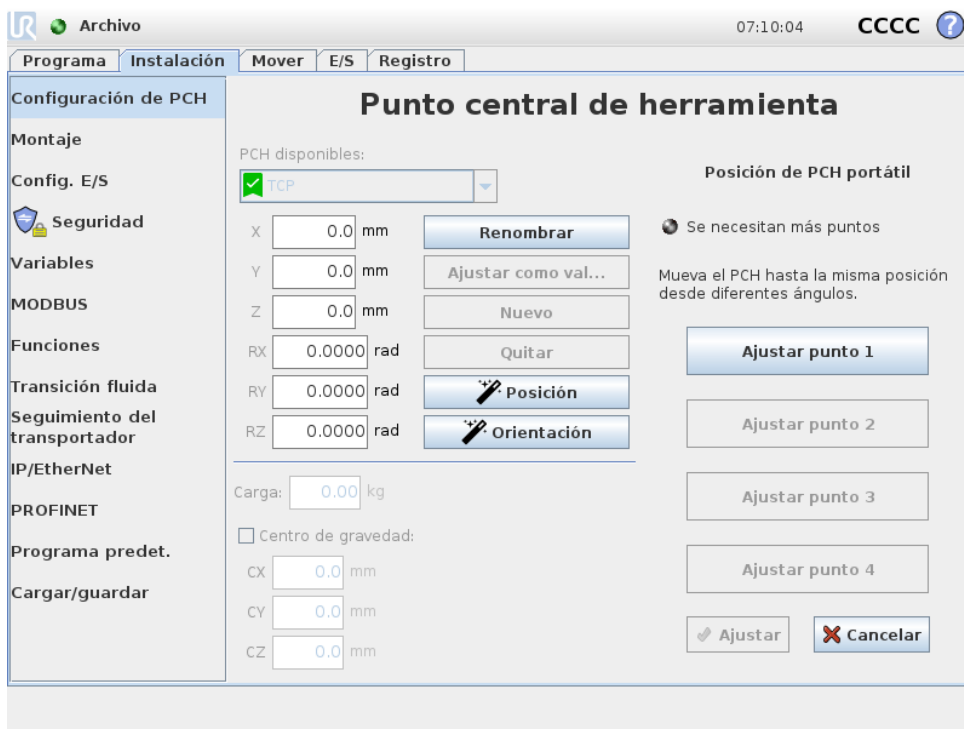 UR Archivo 07:10:04 CCCC ?
Programa Instalación Mover E/S Registro
Configuración de PCH
Montaje
Config. E/S
Seguridad
Variables
MODBUS
Funciones
Transición fluida
Seguimiento del
transportador
IP/EtherNet
PROFINET
Programa predet.
Cargar/guardar
Punto central de herramienta
PCH disponibles:
TCP
X 0.0 mm Renombrar
Y 0.0 mm Ajustar como val...
Z 0.0 mm Nuevo
RX 0.0000 rad Quitar
RY 0.0000 rad Posición
RZ 0.0000 rad Orientación
Carga: 0.00 kg
Centro de gravedad:
CX 0.0 mm
CY 0.0 mm
CZ 0.0 mm
Posición de PCH portátil
Se necesitan más puntos
Mueva el PCH hasta la misma posición
desde diferentes ángulos.
Ajustar punto 1
Ajustar punto 2
Ajustar punto 3
Ajustar punto 4
Ajustar Cancelar